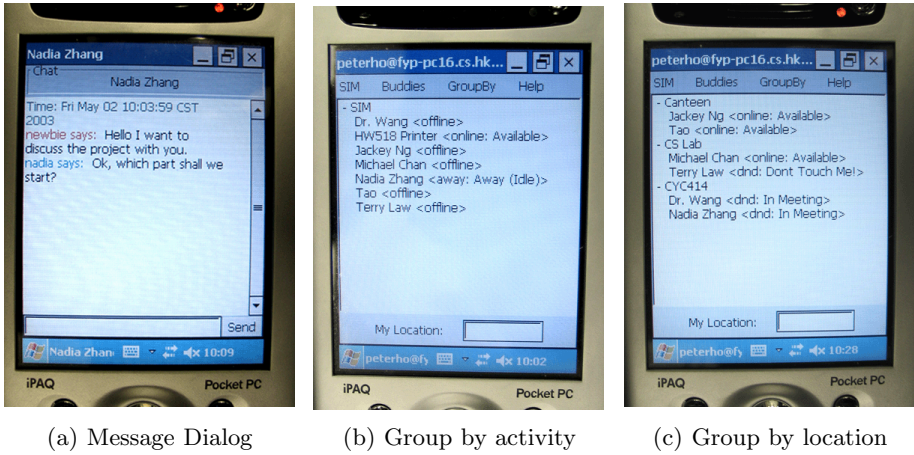 Nadia Zhang
Chat
Nadia Zhang
Time: Fri May 02 10:03:59 CST
2003
newbie says: Hello I want to
discuss the project with you.
nadia says: Ok, which part shall we
start?
Send
Nadia Zhan
10:09
iPAQ
Pocket PC
(a) Message Dialog
peterho@fyp-pc16.cs.hk...
SIM Buddies GroupBy Help
- SIM
Dr. Wang <offline>
HW518 Printer <online: Available>
Jackey Ng <offline>
Michael Chan <offline>
Nadia Zhang <away: Away (Idle)>
Tao <offline>
Terry Law <offline>
My Location:
peterho@fy
10:02
iPAQ
Pocket PC
(b) Group by activity
peterho@fyp-pc16.cs.hk...
SIM Buddies GroupBy Help
- Canteen
Jackey Ng <online: Available>
Tao <online: Available>
- CS Lab
Michael Chan <online: Available>
Terry Law <dnd: Dont Touch Me!>
- CYC414
Dr. Wang <dnd: In Meeting>
Nadia Zhang <dnd: In Meeting>
My Location:
peterho@fy
10:28
iPAQ
Pocket PC
(c) Group by location